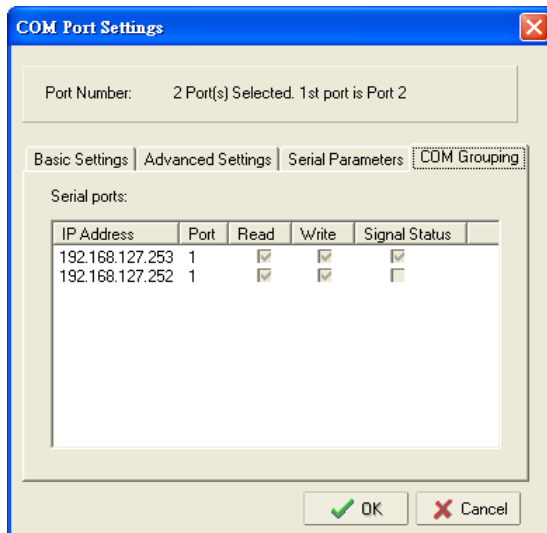 COM Port Settings
Port Number: 2 Port(s) Selected. 1st port is Port 2
Basic Settings Advanced Settings Serial Parameters COM Grouping
Serial ports:
IP Address Port Read Write Signal Status
192.168.127.253 1
192.168.127.252 1
OK Cancel